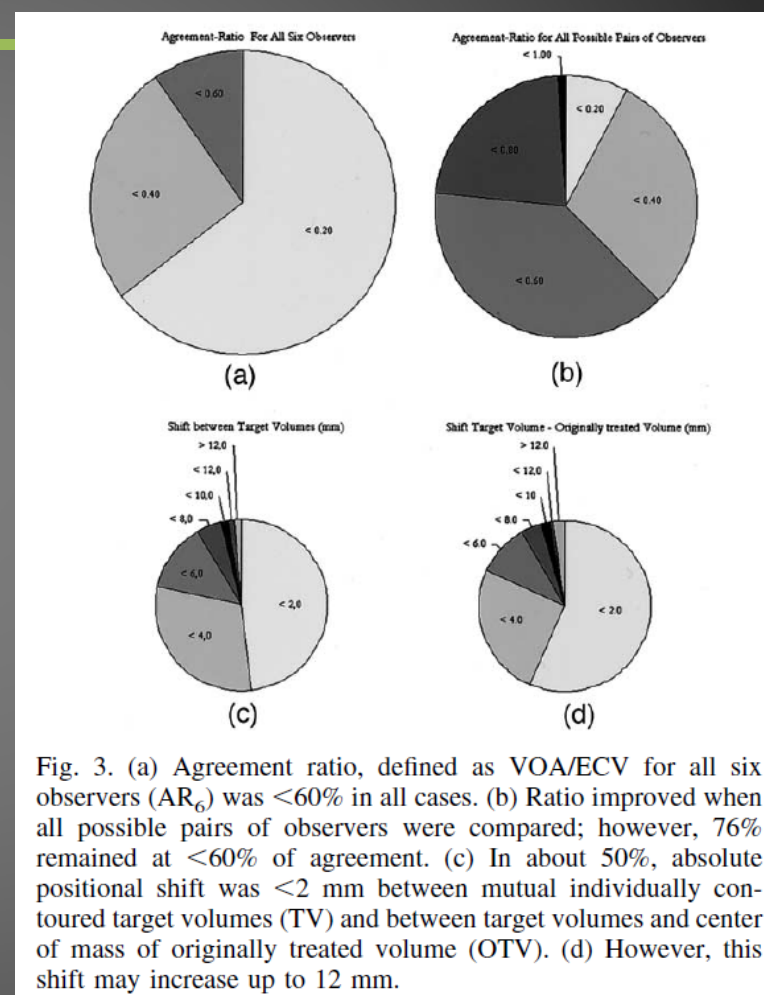 Agreement-Ratio For All Six Observers
< 0.60
< 0.40
< 0.20
(a)
Agreement-Ratio for All Possible Pairs of Observers
< 1.00
< 0.20
< 0.80
< 0.40
< 0.60
(b)
Shift between Target Volumes (mm)
> 12,0
< 12,0
< 10,0
< 8,0
< 6,0
< 2,0
< 4,0
(c)
Shift Target Volume - Originally treated Volume (mm)
> 12.0
< 12,0
< 10
< 8.0
< 6.0
< 4.0
< 2.0
(d)
Fig. 3. (a) Agreement ratio, defined as VOA/ECV for all six
observers (AR₆) was <60% in all cases. (b) Ratio improved when
all possible pairs of observers were compared; however, 76%
remained at <60% of agreement. (c) In about 50%, absolute
positional shift was <2 mm between mutual individually con-
toured target volumes (TV) and between target volumes and center
of mass of originally treated volume (OTV). (d) However, this
shift may increase up to 12 mm.